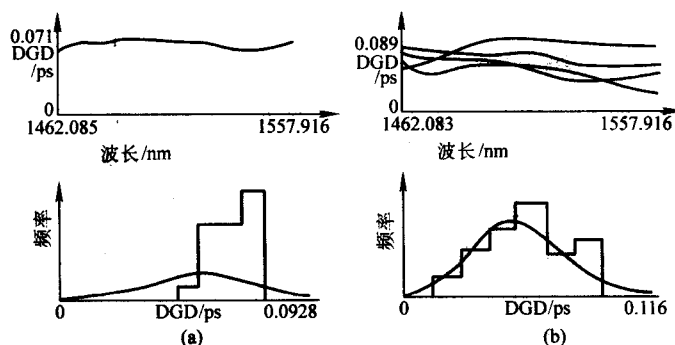 0.071
DGD
/ps
0
1462.085
1557.916
波长/nm
0.089
DGD
/ps
0
1462.083
1557.916
波长/nm
频率
0
DGD/ps
0.0928
(a)
频率
0
DGD/ps
0.116
(b)